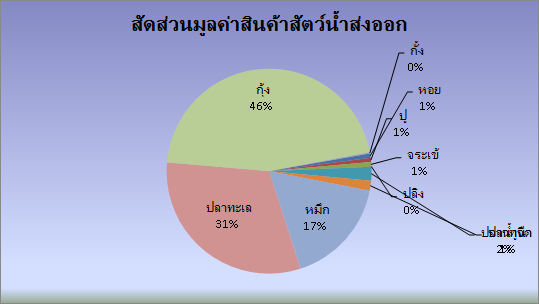 สัดส่วนมูลค่าสินค้าสัตว์น้ำส่งออก
กั้ง
0%
กุ้ง
46%
หอย
1%
ปู
1%
จระเข้
1%
ปลิง
0%
ปลาทะเล
31%
หมึก
17%